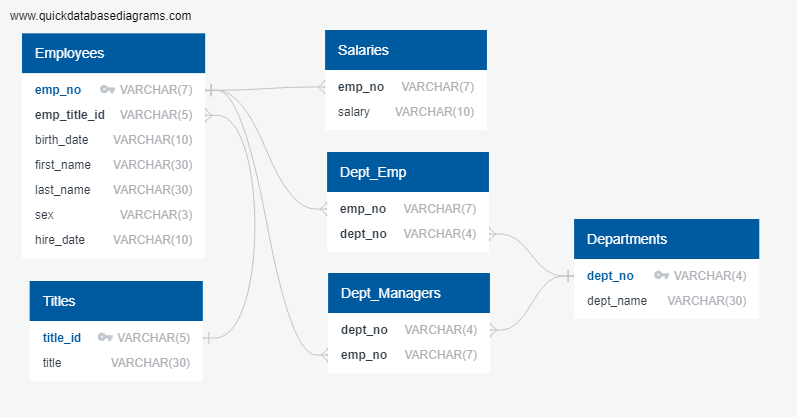 www.quickdatabasediagrams.com
Employees
emp_no VARCHAR(7)
emp_title_id VARCHAR(5)
birth_date VARCHAR(10)
first_name VARCHAR(30)
last_name VARCHAR(30)
sex VARCHAR(3)
hire_date VARCHAR(10)
Titles
title_id VARCHAR(5)
title VARCHAR(30)
Salaries
emp_no VARCHAR(7)
salary VARCHAR(10)
Dept_Emp
emp_no VARCHAR(7)
dept_no VARCHAR(4)
Dept_Managers
dept_no VARCHAR(4)
emp_no VARCHAR(7)
Departments
dept_no VARCHAR(4)
dept_name VARCHAR(30)